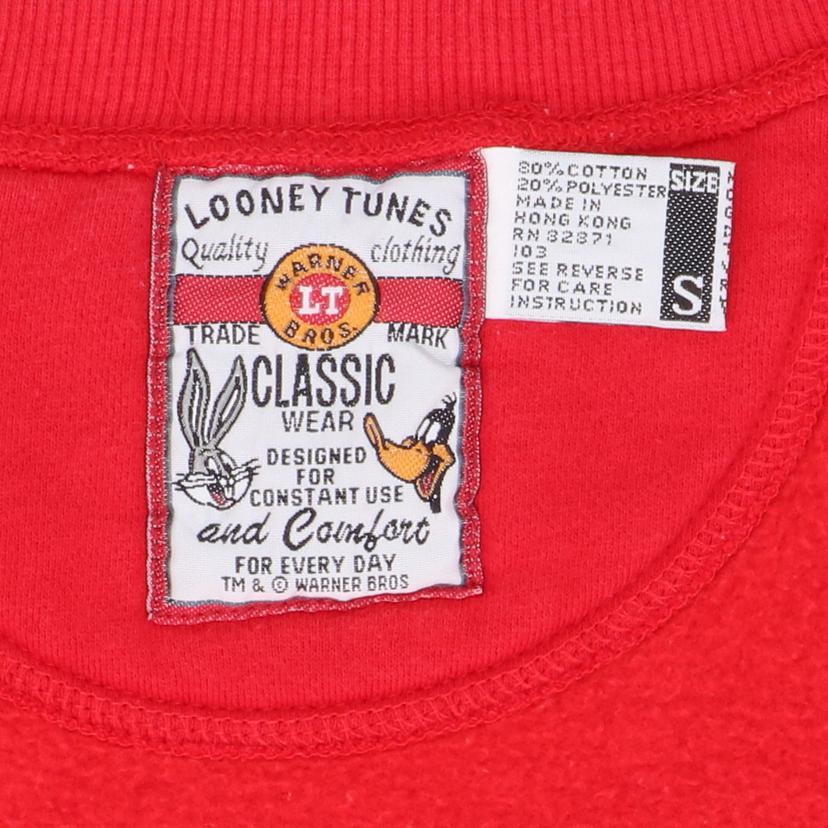 LOONEY TUNES
Quality clothing
WARNER
LT
BROS.
TRADE MARK
CLASSIC
WEAR
DESIGNED
FOR
CONSTANT USE
and Comfort
FOR EVERY DAY
TM & © WARNER BROS
80% COTTON
20% POLYESTER
MADE IN
HONG KONG
RN 82871
103
SEE REVERSE
FOR CARE
INSTRUCTION
SIZE
S